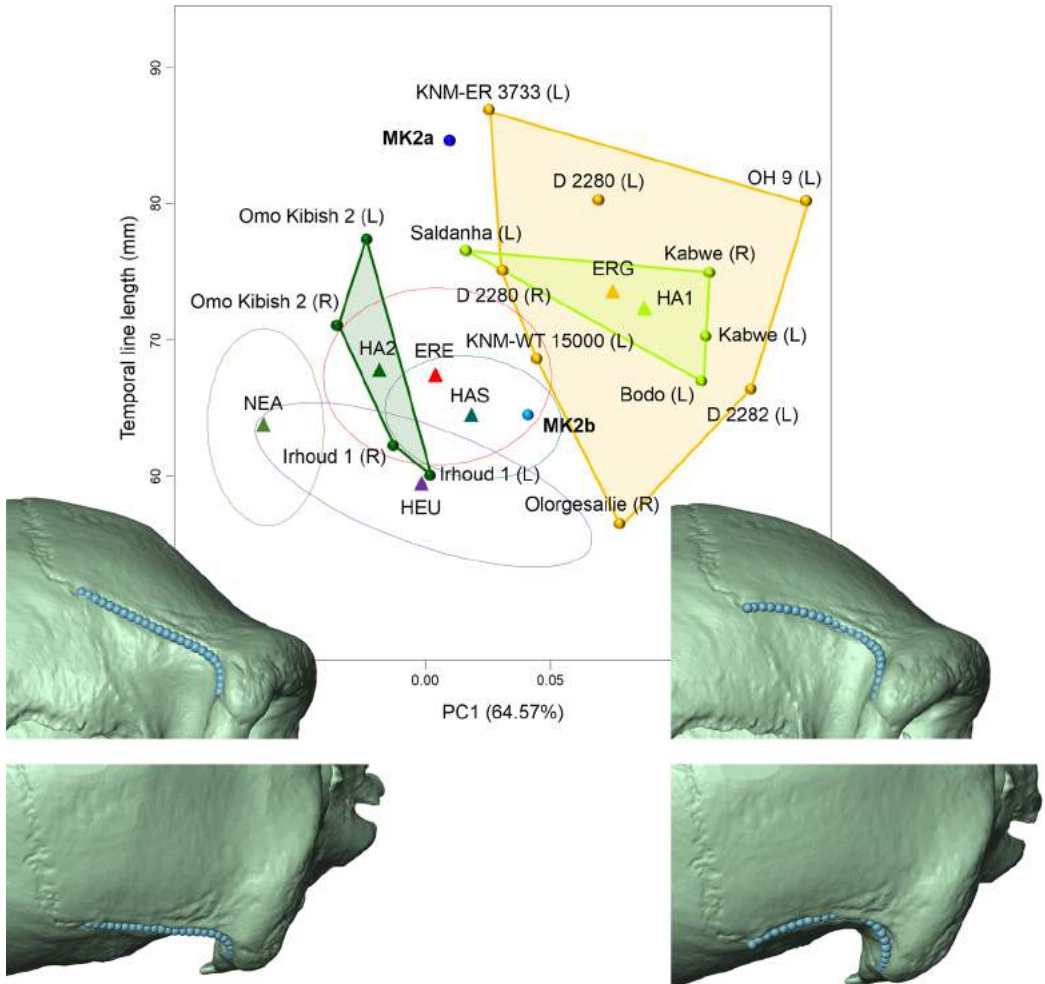 90
KNM-ER 3733 (L)
MK2a
D 2280 (L)
OH 9 (L)
80
Omo Kibish 2 (L)
Saldanha (L)
Kabwe (R)
ERG
D 2280 (R)
HA1
Omo Kibish 2 (R)
70
KNM-WT 15000 (L)
Kabwe (L)
HA2
ERE
Bodo (L)
D 2282 (L)
HAS
NEA
MK2b
Irhoud 1 (R)
Irhoud 1 (L)
60
HEU
Olorgesailie (R)
Temporal line length (mm)
0.00
0.05
PC1 (64.57%)